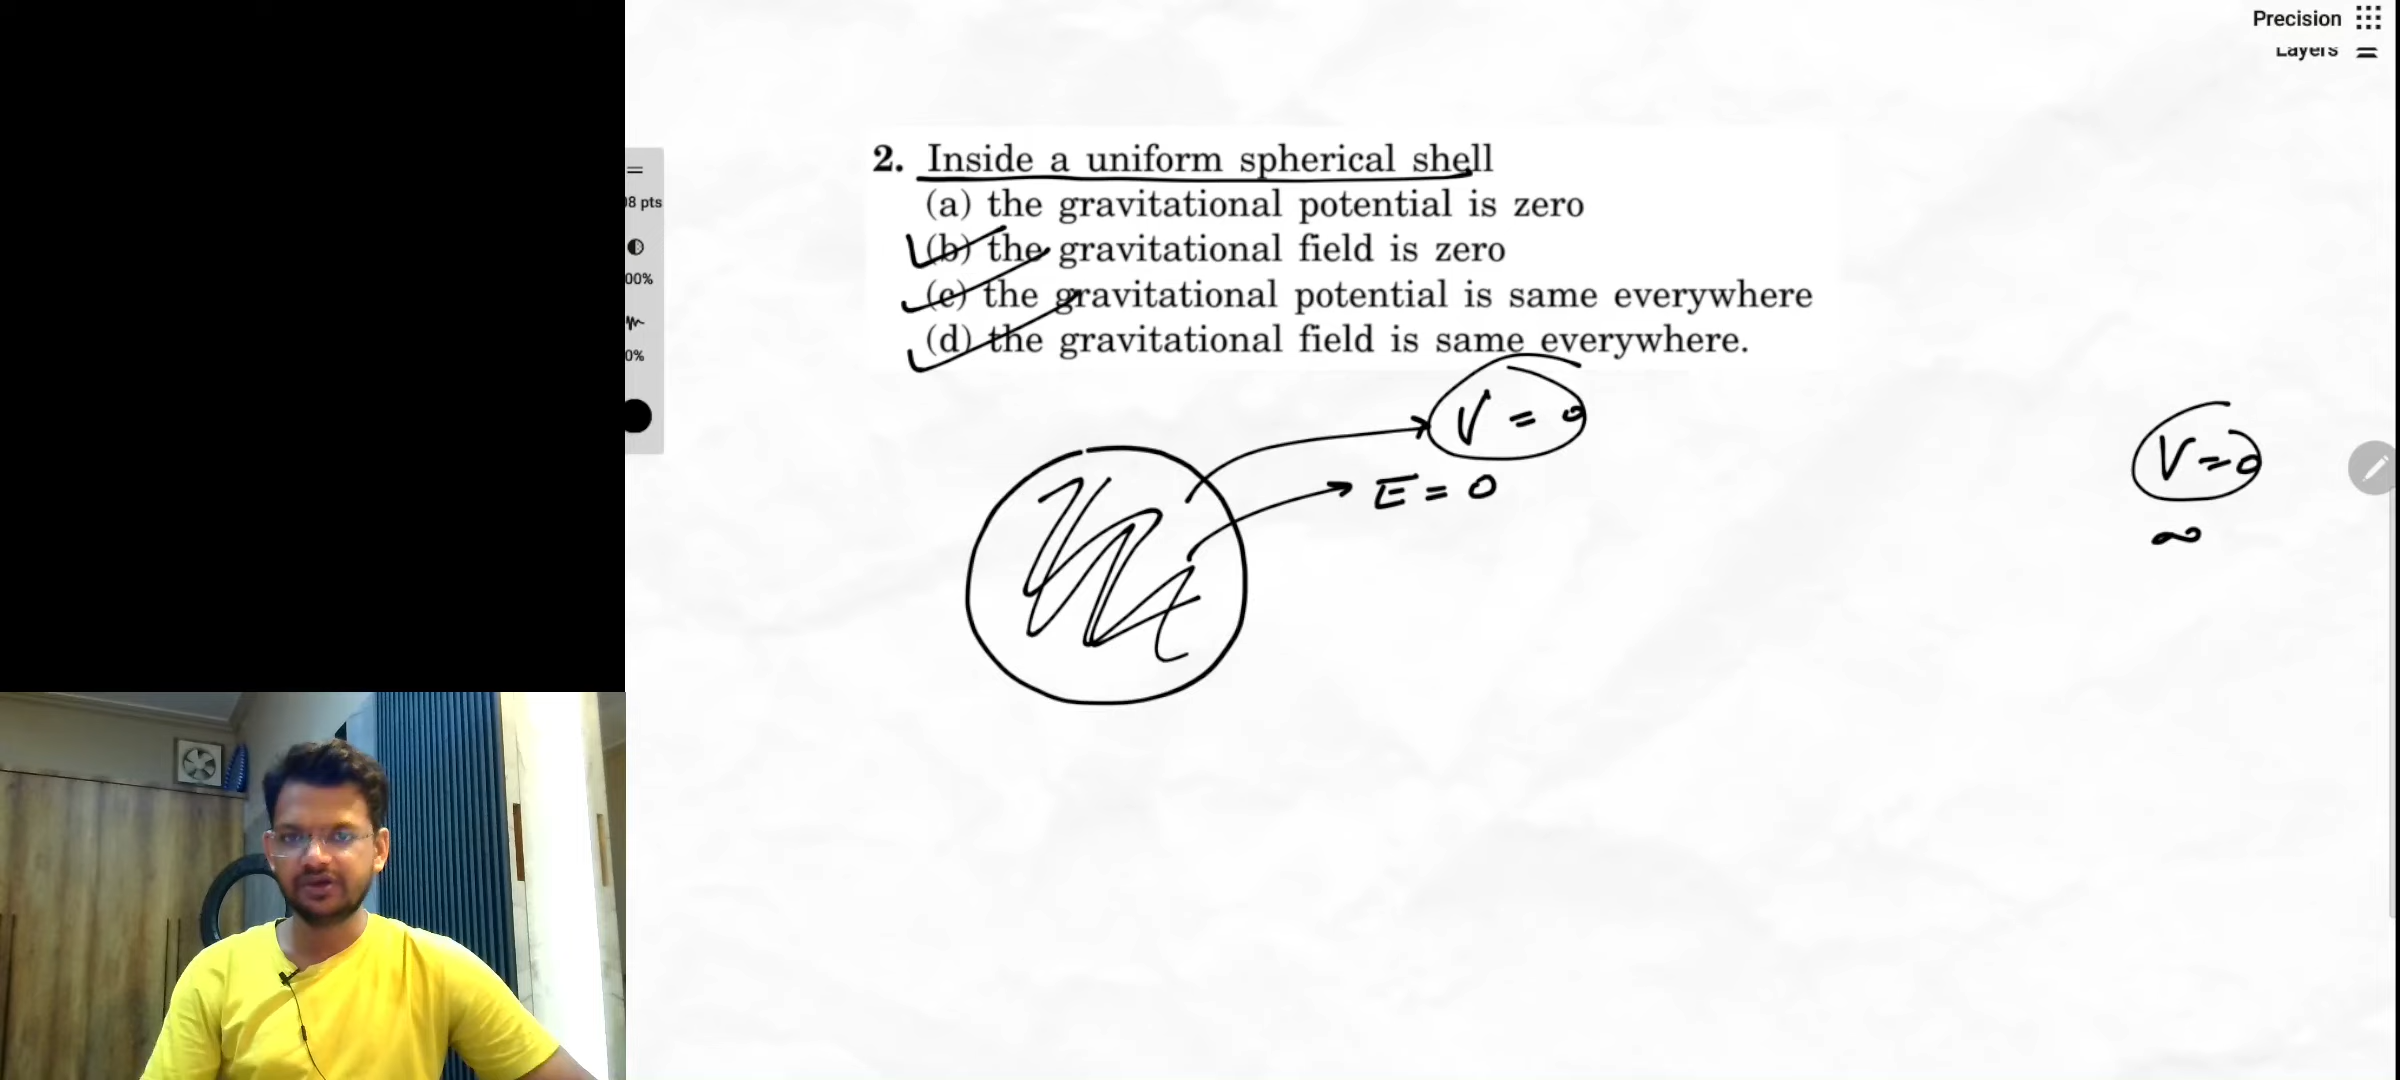 Precision
Layers
18 pts
00%
0%
2. Inside a uniform spherical shell
(a) the gravitational potential is zero
(b) the gravitational field is zero
(c) the gravitational potential is same everywhere
(d) the gravitational field is same everywhere.
V = 0
E = 0
V=0
∞